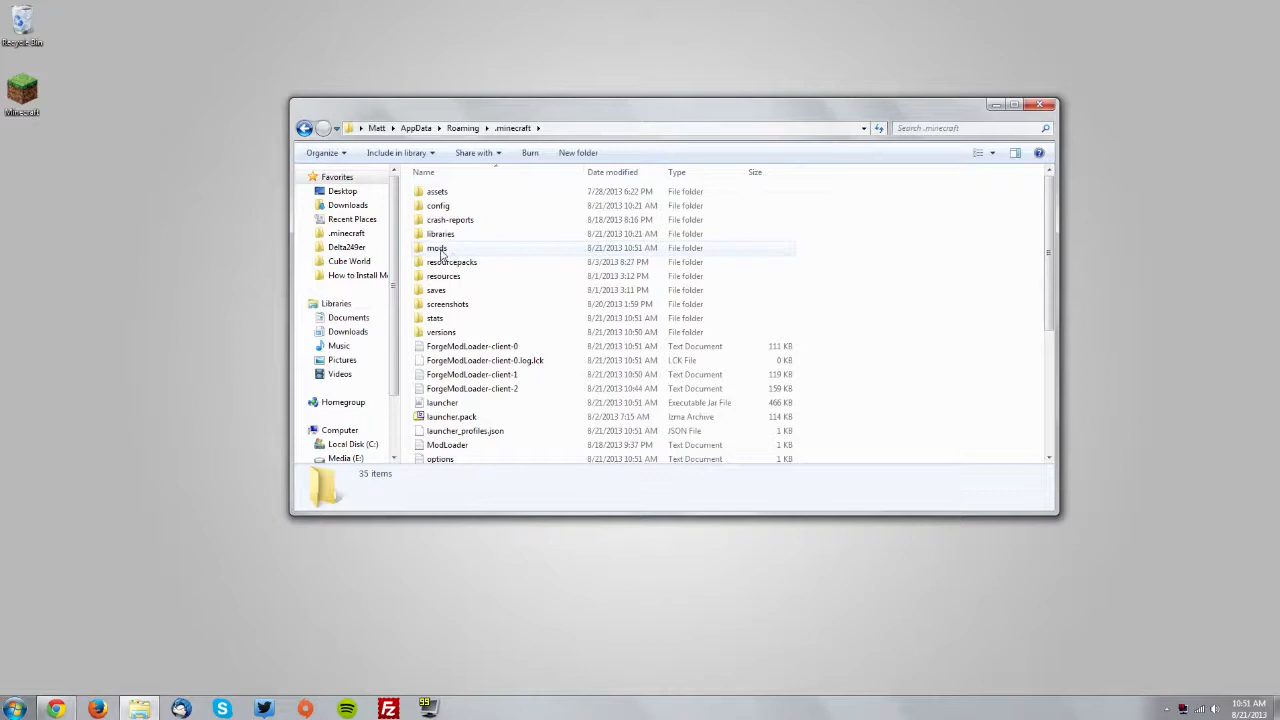 Recycle Bin
Minecraft
Matt AppData Roaming .minecraft
Search .minecraft
Organize Include in library Share with Burn New folder
Name Date modified Type Size
Favorites
Desktop
Downloads
Recent Places
.minecraft
Delta249er
Cube World
How to Install M
Libraries
Documents
Downloads
Music
Pictures
Videos
Homegroup
Computer
Local Disk (C:)
Media (E:)
assets 7/28/2013 6:22 PM File folder
config 8/21/2013 10:21 AM File folder
crash-reports 8/18/2013 8:16 PM File folder
libraries 8/21/2013 10:21 AM File folder
mods 8/21/2013 10:51 AM File folder
resourcepacks 8/3/2013 8:27 PM File folder
resources 8/1/2013 3:12 PM File folder
saves 8/1/2013 3:11 PM File folder
screenshots 8/20/2013 1:59 PM File folder
stats 8/21/2013 10:51 AM File folder
versions 8/21/2013 10:50 AM File folder
ForgeModLoader-client-0 8/21/2013 10:51 AM Text Document 111 KB
ForgeModLoader-client-0.log.lck 8/21/2013 10:51 AM LCK File 0 KB
ForgeModLoader-client-1 8/21/2013 10:50 AM Text Document 119 KB
ForgeModLoader-client-2 8/21/2013 10:44 AM Text Document 159 KB
launcher 8/21/2013 10:51 AM Executable Jar File 466 KB
launcher.pack 8/2/2013 7:15 AM lzma Archive 114 KB
launcher_profiles.json 8/21/2013 10:51 AM JSON File 1 KB
ModLoader 8/18/2013 9:37 PM Text Document 1 KB
options 8/21/2013 10:51 AM Text Document 1 KB
35 items
99
10:51 AM
8/21/2013